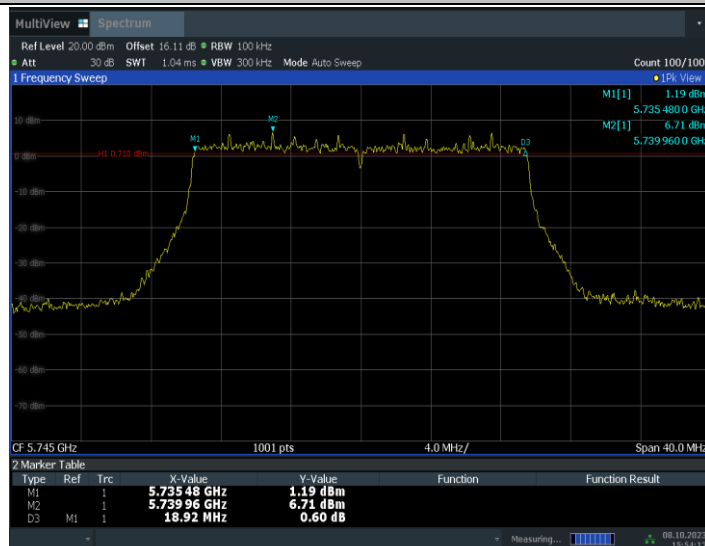 MultiView Spectrum
Ref Level 20.00 dBm Offset 16.11 dB RBW 100 kHz
Att 30 dB SWT 1.04 ms VBW 300 kHz Mode Auto Sweep Count 100/100
1 Frequency Sweep 1Pk View
M1[1] 1.19 dBm
5.735 480 0 GHz
M2[1] 6.71 dBm
5.739 960 0 GHz
10 dBm
M2
M1
D3
0 dBm
H1 0.710 dBm
-10 dBm
-20 dBm
-30 dBm
-40 dBm
-50 dBm
-60 dBm
-70 dBm
CF 5.745 GHz 1001 pts 4.0 MHz/ Span 40.0 MHz
2 Marker Table
Type Ref Trc X-Value Y-Value Function Function Result
M1 1 5.735 48 GHz 1.19 dBm
M2 1 5.739 96 GHz 6.71 dBm
D3 M1 1 18.92 MHz 0.60 dB
Measuring... 08.10.2023
15:54:17